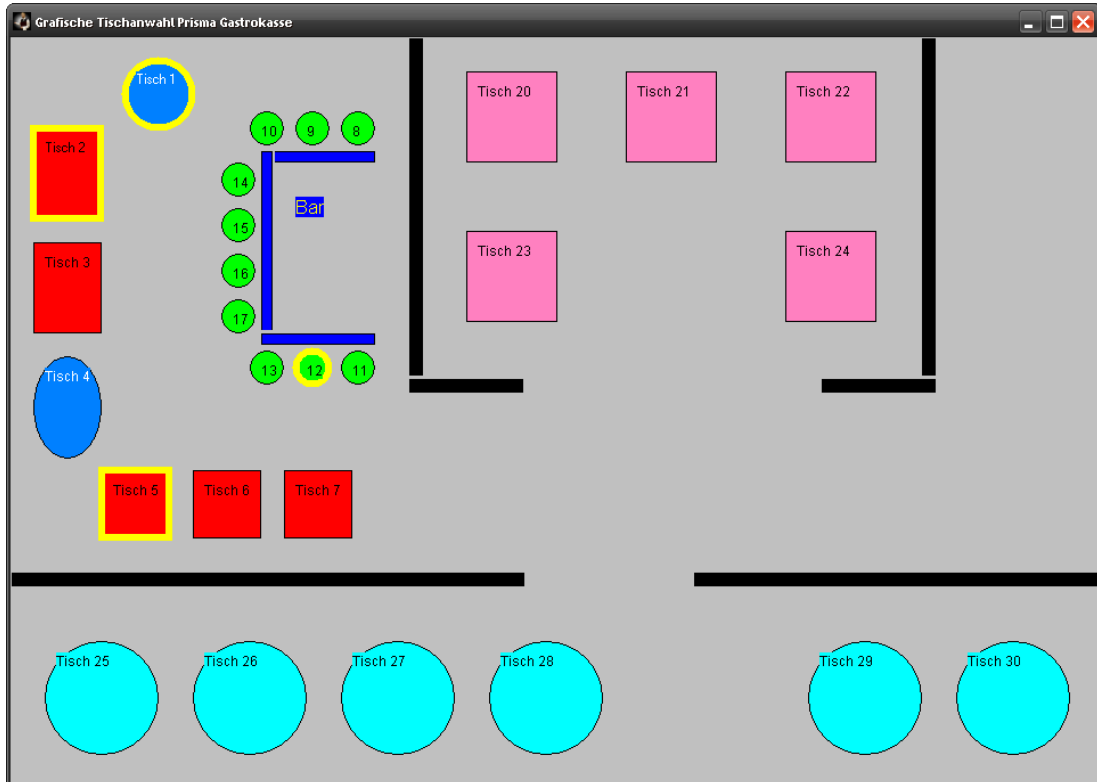 Grafische Tischanwahl Prisma Gastrokasse
Tisch 1
Tisch 20
Tisch 21
Tisch 22
10
9
8
Tisch 2
14
Bar
15
Tisch 3
Tisch 23
Tisch 24
16
17
13
12
11
Tisch 4
Tisch 5
Tisch 6
Tisch 7
Tisch 25
Tisch 26
Tisch 27
Tisch 28
Tisch 29
Tisch 30